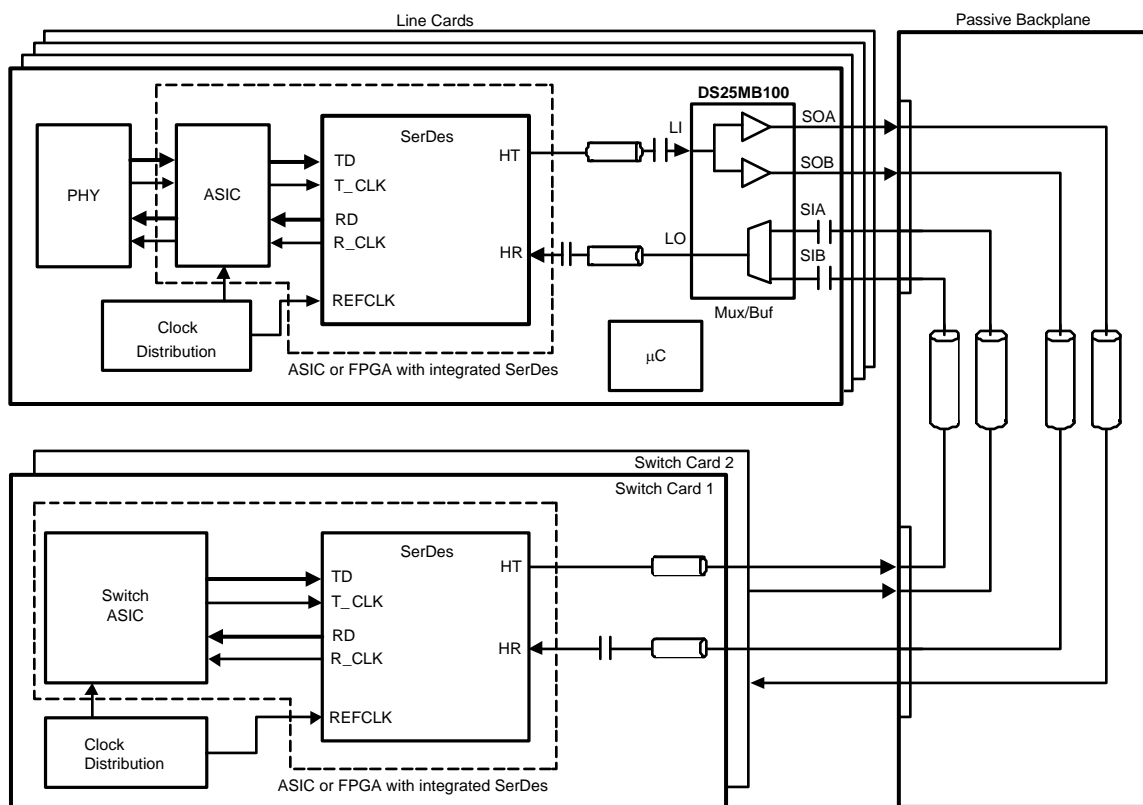 Line Cards
Passive Backplane
DS25MB100
SerDes
PHY
ASIC
TD
T_CLK
RD
R_CLK
REFCLK
HT
HR
LI
LO
SOA
SOB
SIA
SIB
Mux/Buf
Clock
Distribution
ASIC or FPGA with integrated SerDes
μC
Switch Card 2
Switch Card 1
SerDes
Switch
ASIC
TD
T_CLK
RD
R_CLK
REFCLK
HT
HR
Clock
Distribution
ASIC or FPGA with integrated SerDes